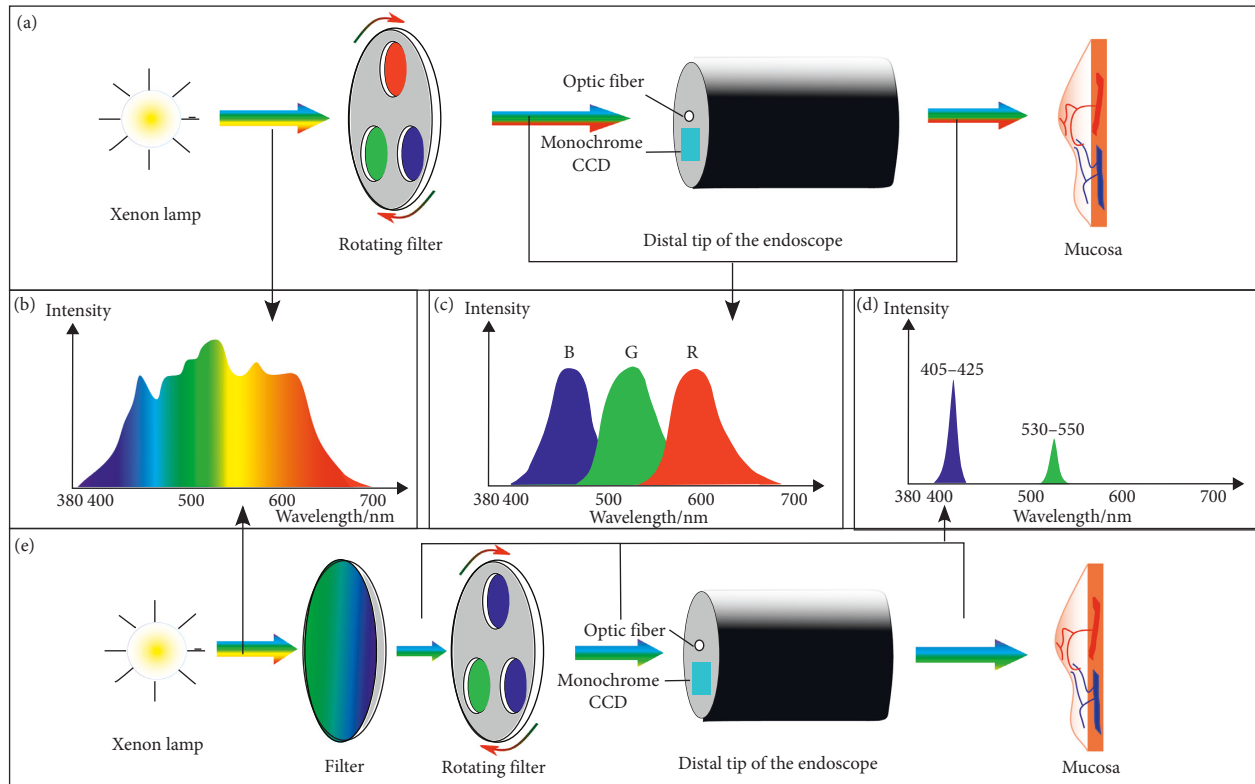 (a)
Xenon lamp
Rotating filter
Optic fiber
Monochrome
CCD
Distal tip of the endoscope
Mucosa
(b)
Intensity
380 400 500 600 700
Wavelength/nm
(c)
Intensity
B G R
380 400 500 600 700
Wavelength/nm
(d)
Intensity
405–425
530–550
380 400 500 600 700
Wavelength/nm
(e)
Xenon lamp
Filter
Rotating filter
Optic fiber
Monochrome
CCD
Distal tip of the endoscope
Mucosa